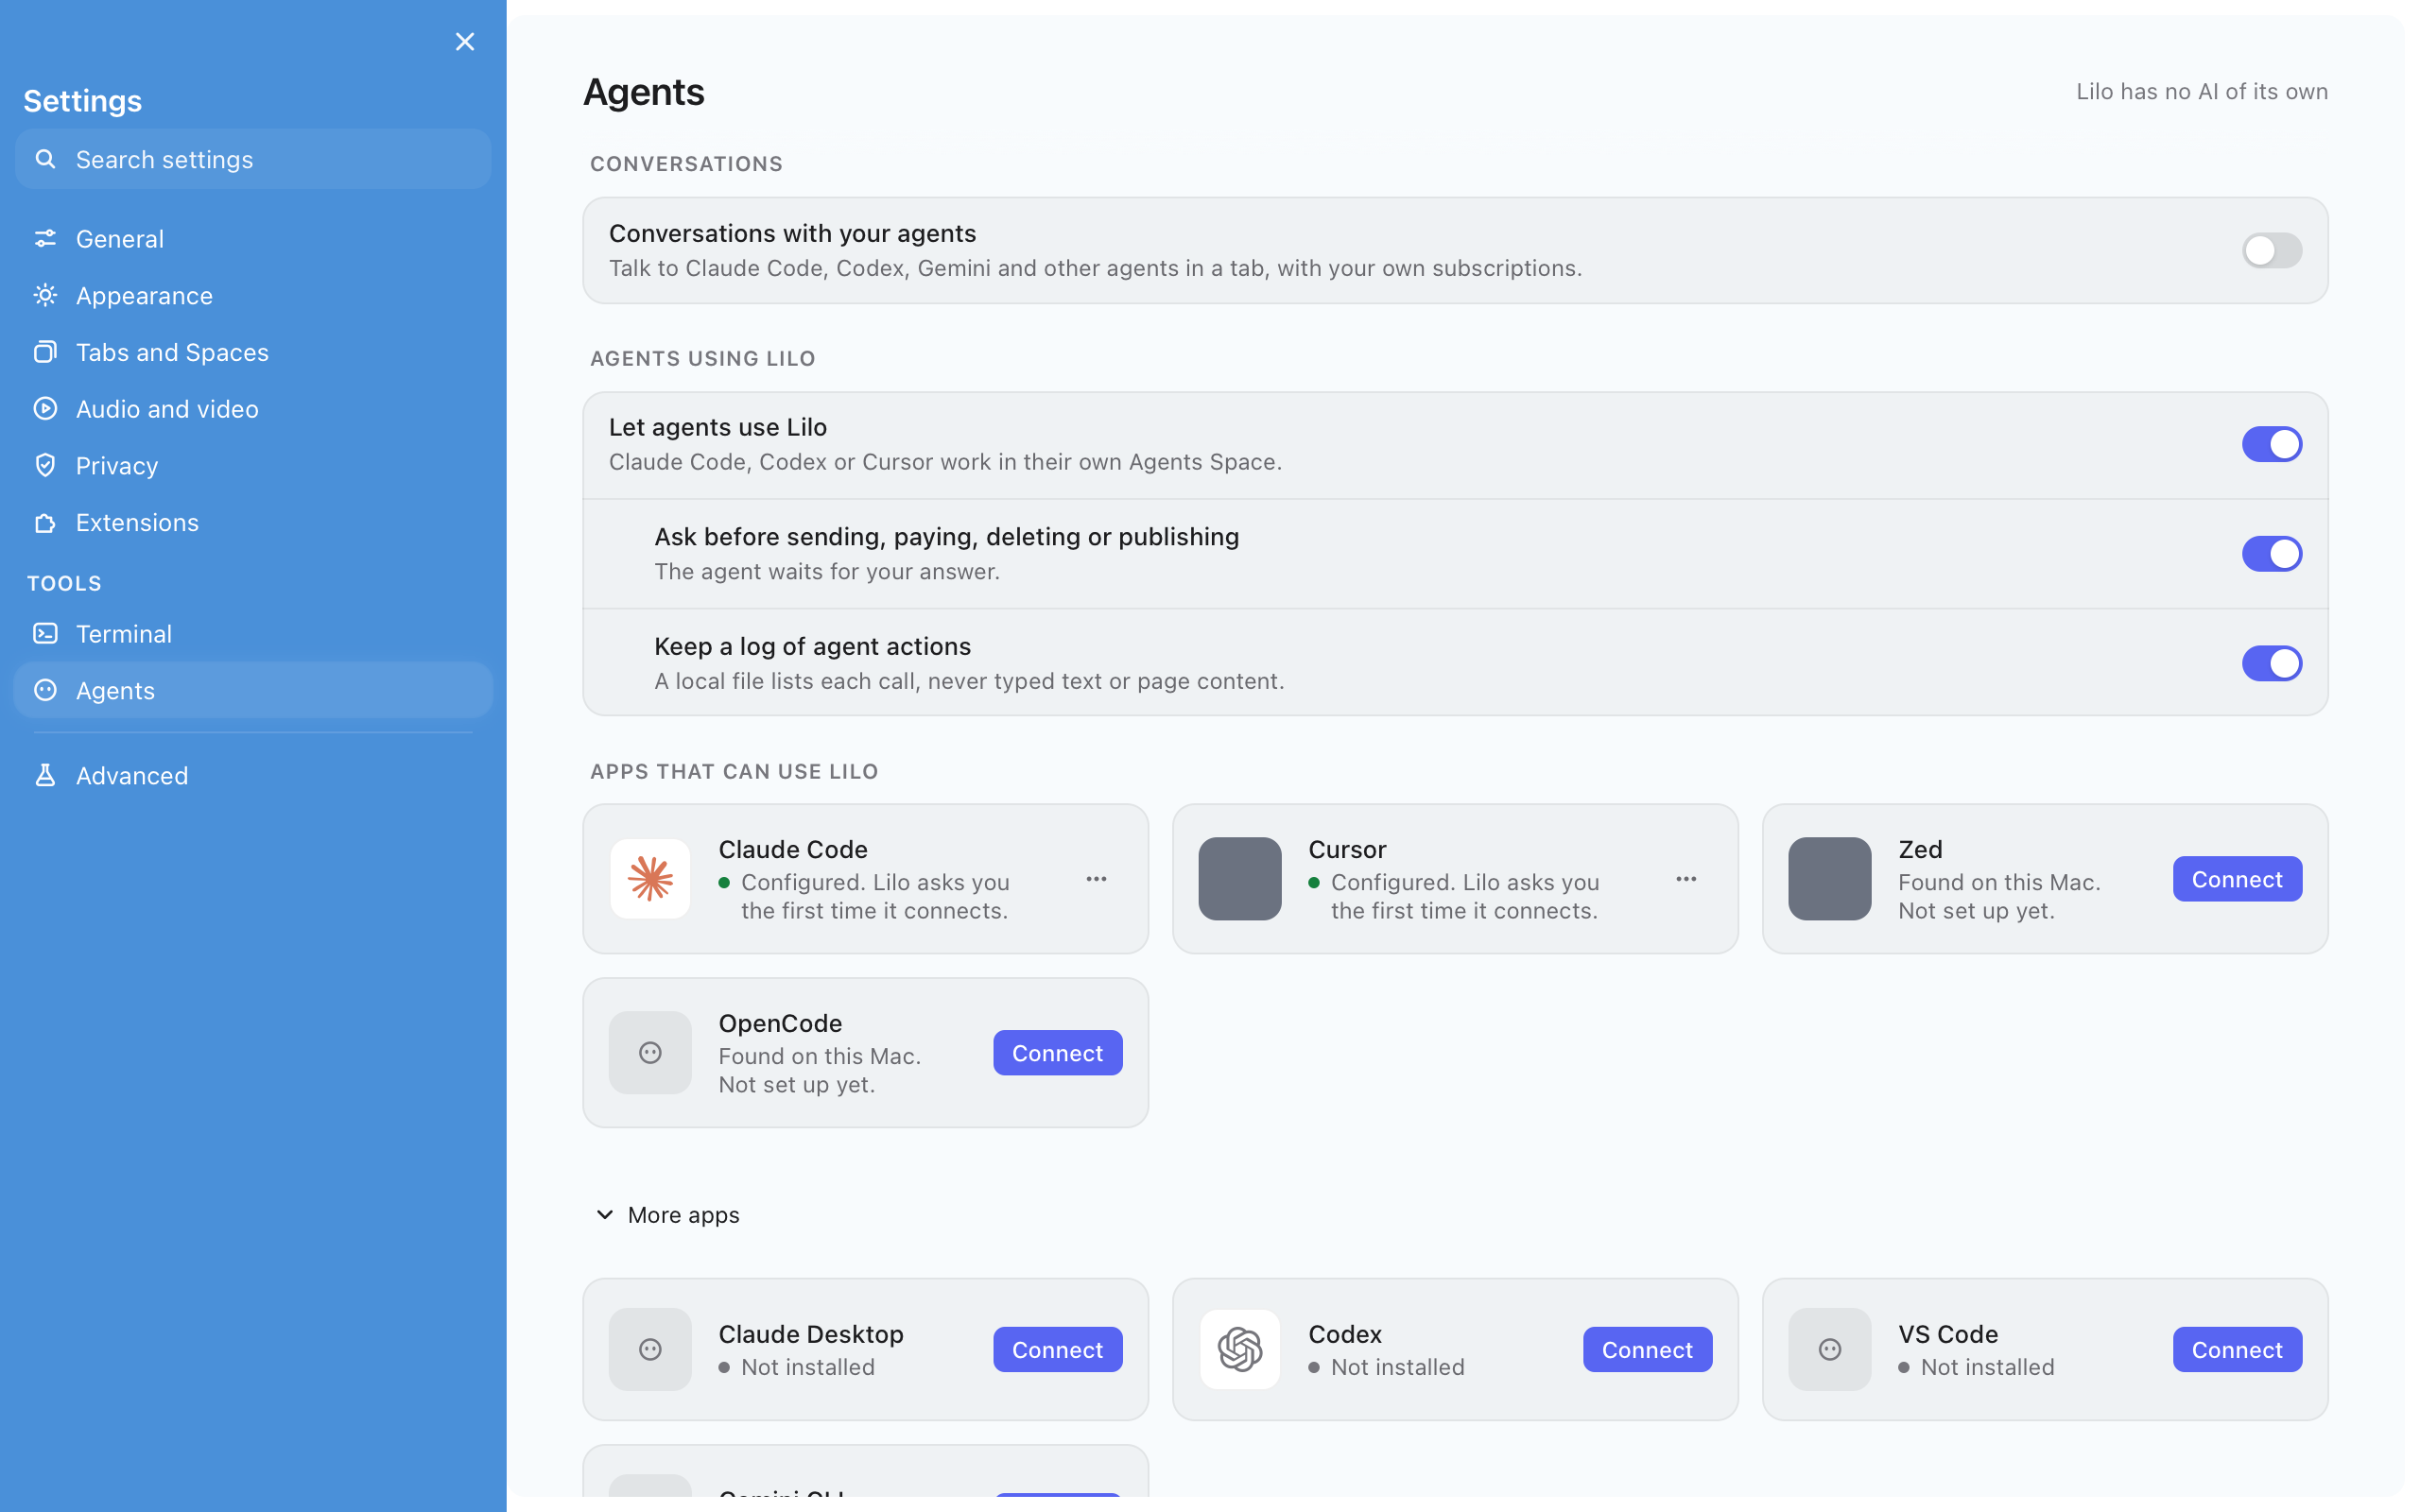 Settings
Search settings
General
Appearance
Tabs and Spaces
Audio and video
Privacy
Extensions
TOOLS
Terminal
Agents
Advanced
Agents
Lilo has no AI of its own
CONVERSATIONS
Conversations with your agents
Talk to Claude Code, Codex, Gemini and other agents in a tab, with your own subscriptions.
AGENTS USING LILO
Let agents use Lilo
Claude Code, Codex or Cursor work in their own Agents Space.
Ask before sending, paying, deleting or publishing
The agent waits for your answer.
Keep a log of agent actions
A local file lists each call, never typed text or page content.
APPS THAT CAN USE LILO
Claude Code
Configured. Lilo asks you
the first time it connects.
Cursor
Configured. Lilo asks you
the first time it connects.
Zed
Found on this Mac.
Not set up yet.
Connect
OpenCode
Found on this Mac.
Not set up yet.
Connect
More apps
Claude Desktop
Not installed
Connect
Codex
Not installed
Connect
VS Code
Not installed
Connect